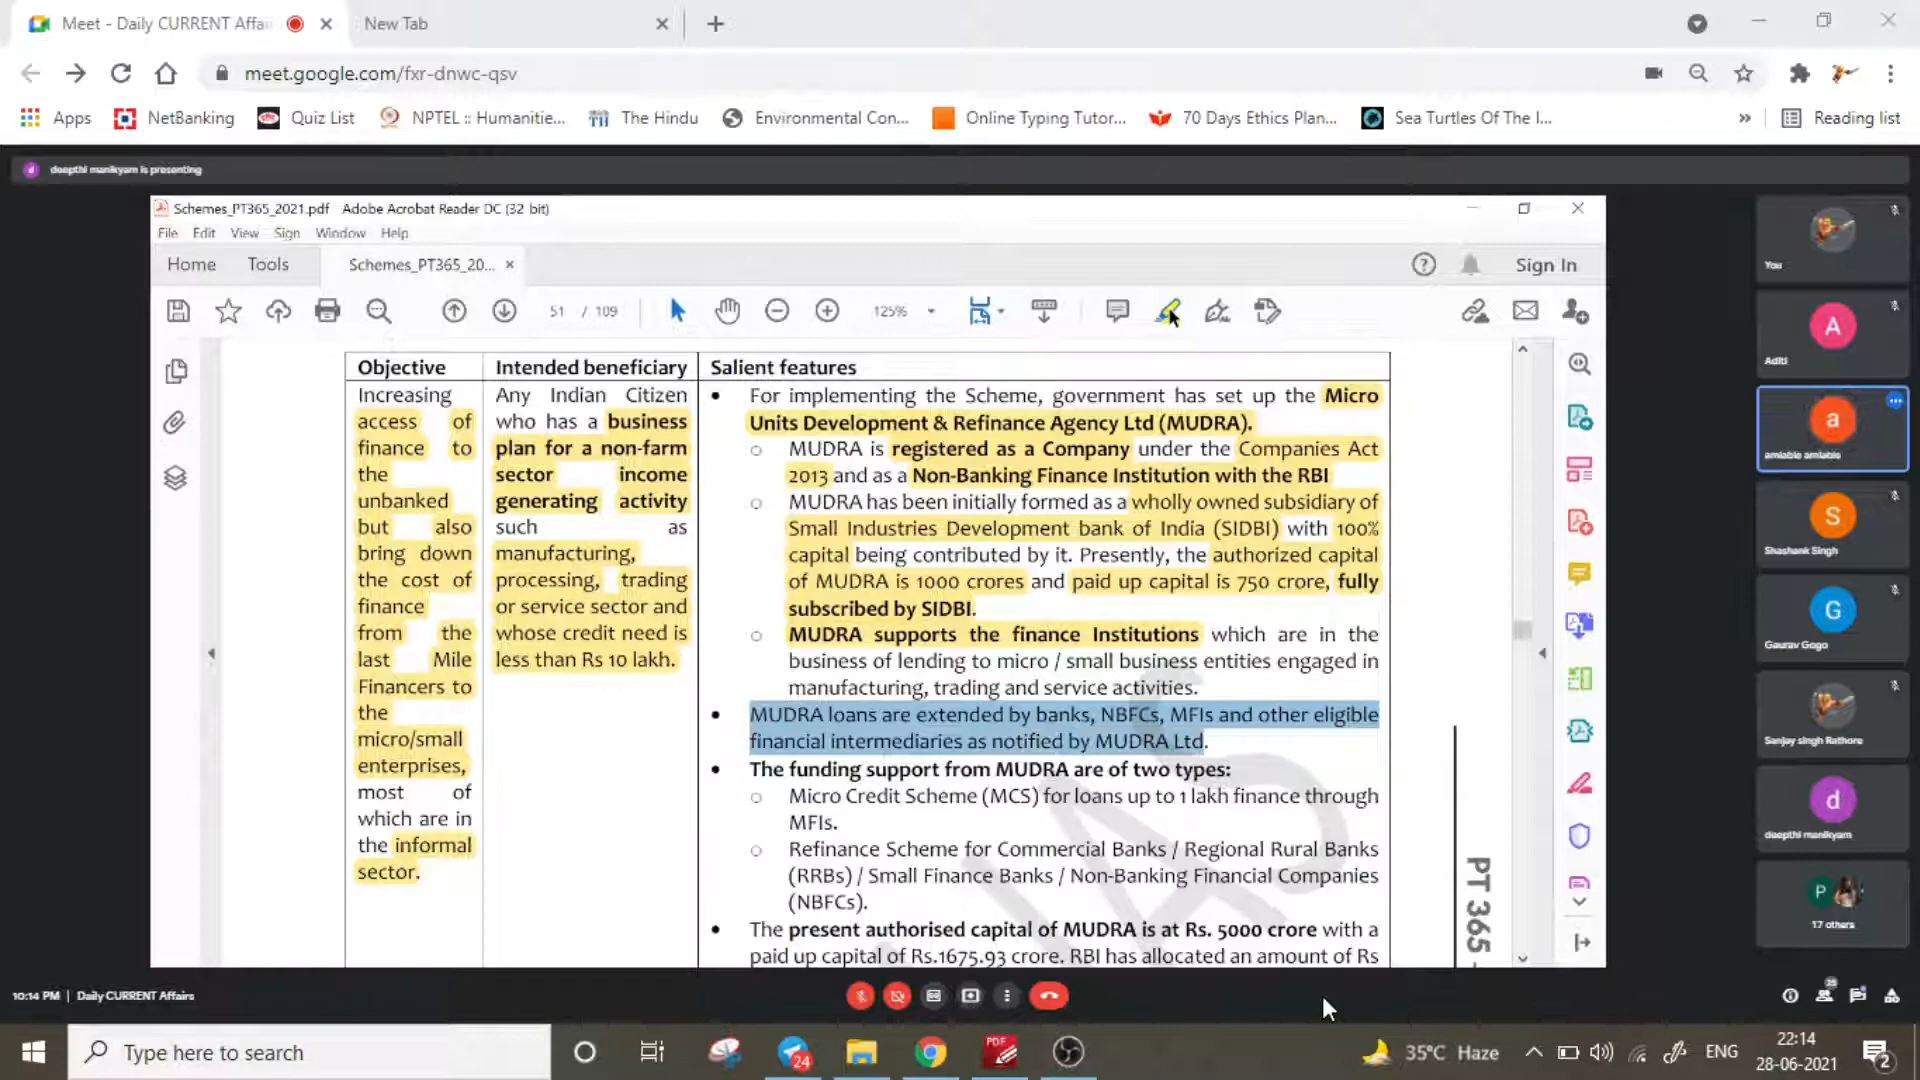 Meet - Daily CURRENT Affai
New Tab
meet.google.com/fxr-dnwc-qsv
Apps
NetBanking
Quiz List
NPTEL :: Humanitie...
The Hindu
Environmental Con...
Online Typing Tutor...
70 Days Ethics Plan...
Sea Turtles Of The I...
»
Reading list
d
deepthi manikyam is presenting
Schemes_PT365_2021.pdf Adobe Acrobat Reader DC (32 bit)
File Edit View Sign Window Help
Home
Tools
Schemes_PT365_20...
Sign In
51 / 109
125%
Objective
Increasing
access of
finance to
the
unbanked
but also
bring down
the cost of
finance
from the
last Mile
Financers to
the
micro/small
enterprises,
most of
which are in
the informal
sector.
Intended beneficiary
Any Indian Citizen
who has a business
plan for a non-farm
sector income
generating activity
such as
manufacturing,
processing, trading
or service sector and
whose credit need is
less than Rs 10 lakh.
Salient features
• For implementing the Scheme, government has set up the Micro
Units Development & Refinance Agency Ltd (MUDRA).
o MUDRA is registered as a Company under the Companies Act
2013 and as a Non-Banking Finance Institution with the RBI
o MUDRA has been initially formed as a wholly owned subsidiary of
Small Industries Development bank of India (SIDBI) with 100%
capital being contributed by it. Presently, the authorized capital
of MUDRA is 1000 crores and paid up capital is 750 crore, fully
subscribed by SIDBI.
o MUDRA supports the finance Institutions which are in the
business of lending to micro / small business entities engaged in
manufacturing, trading and service activities.
• MUDRA loans are extended by banks, NBFCs, MFIs and other eligible
financial intermediaries as notified by MUDRA Ltd.
• The funding support from MUDRA are of two types:
o Micro Credit Scheme (MCS) for loans up to 1 lakh finance through
MFIs.
o Refinance Scheme for Commercial Banks / Regional Rural Banks
(RRBs) / Small Finance Banks / Non-Banking Financial Companies
(NBFCs).
• The present authorised capital of MUDRA is at Rs. 5000 crore with a
paid up capital of Rs.1675.93 crore. RBI has allocated an amount of Rs
IAS
PT 365 -
You
A
Aditi
a
amiable amiable
S
Shashank Singh
G
Gaurav Gogo
Sanjay singh Rathore
d
deepthi manikyam
P
17 others
10:14 PM | Daily CURRENT Affairs
Type here to search
24
PDF
35°C Haze
ENG
22:14
28-06-2021
2